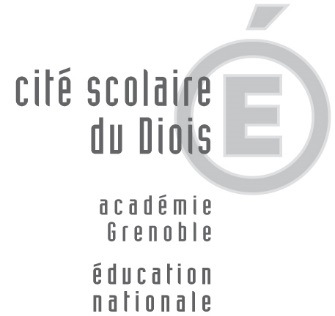 cité scolaire
du Diois
É
académie
Grenoble
éducation
nationale